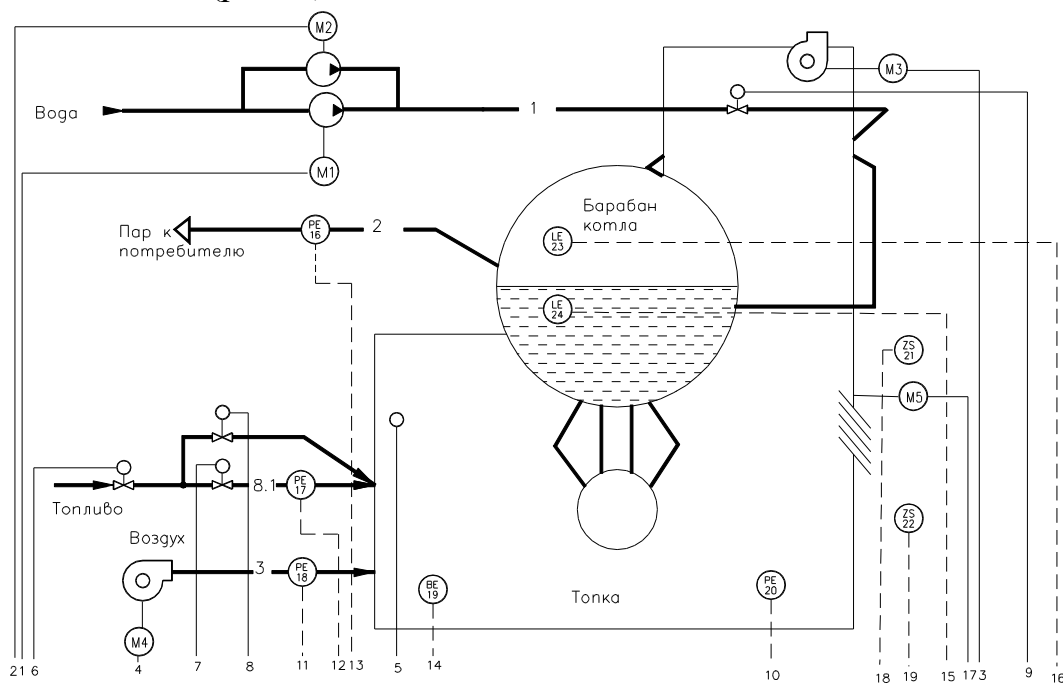 M2
M3
Вода
1
M1
Барабан
котла
PE
16
2
LE
23
Пар к
потребителю
LE
24
ZS
21
M5
8.1
PE
17
Топливо
ZS
22
Воздух
3
PE
18
BE
19
Топка
PE
20
M4
21 6 4 7 8 11 12 13 5 14 10 18 19 15 17 3 9 16